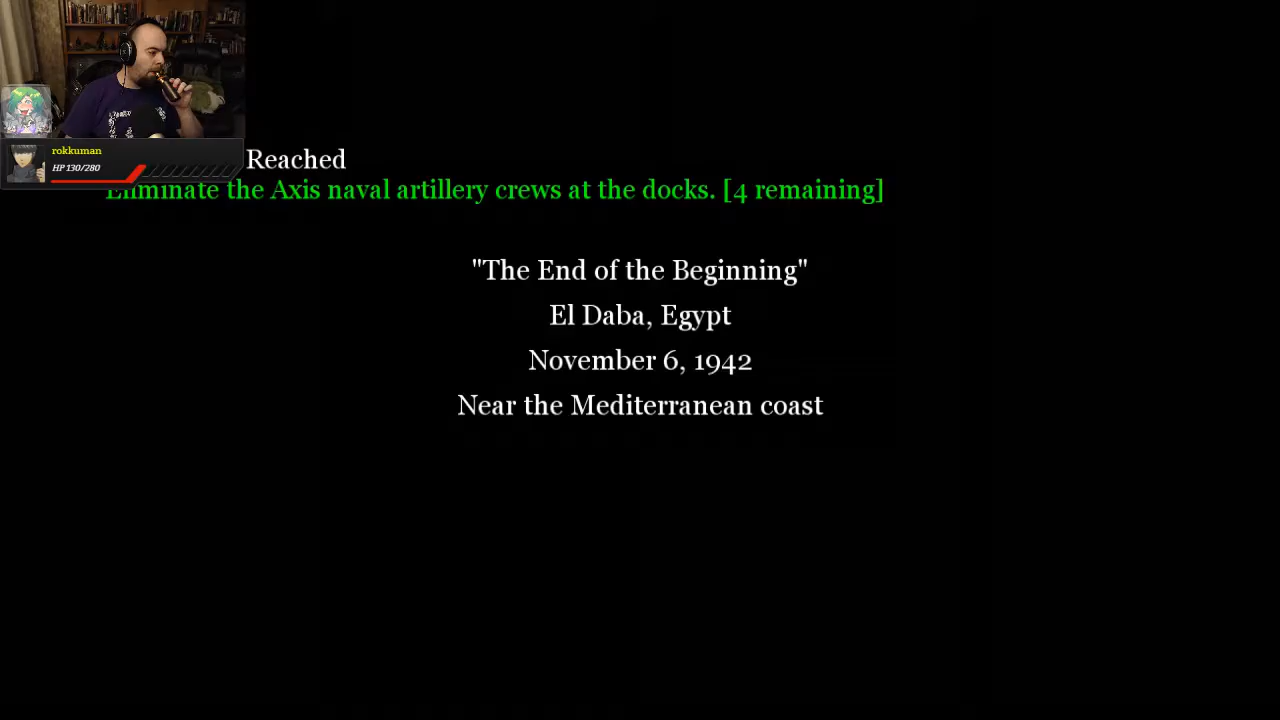 rokkuman
HP 130/280
Reached
Eliminate the Axis naval artillery crews at the docks. [4 remaining]
"The End of the Beginning"
El Daba, Egypt
November 6, 1942
Near the Mediterranean coast